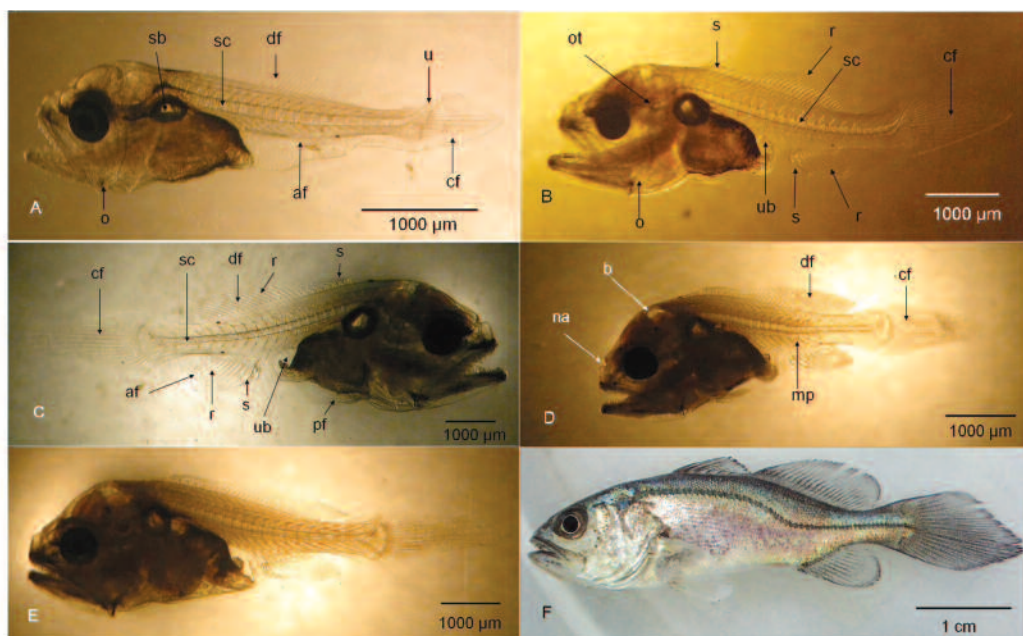 sb sc df u
af cf
A o 1000 µm
s r
ot sc cf
ub s r
B o 1000 µm
cf sc df r s
af r s ub pf
C 1000 µm
b df cf
na
mp
D 1000 µm
E 1000 µm
F 1 cm